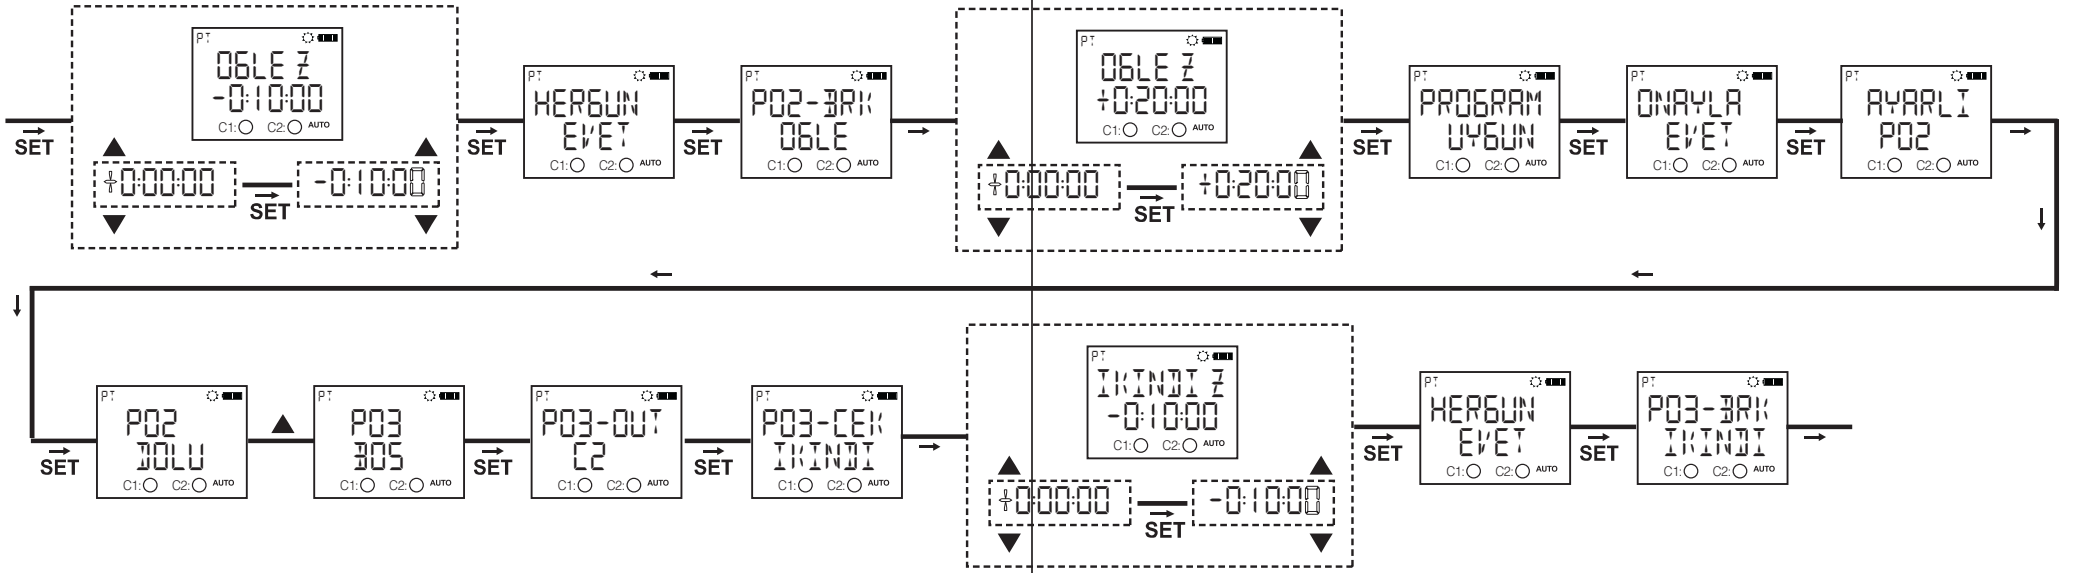 SET
PT
OGLE Z
-0:10:00
C1: C2: AUTO
+0:00:00
SET
-0:10:00
SET
PT
HERGUN
EVET
C1: C2: AUTO
SET
PT
P02-BRK
OGLE
C1: C2: AUTO
PT
OGLE Z
+0:20:00
C1: C2: AUTO
+0:00:00
SET
+0:20:00
SET
PT
PROGRAM
UYGUN
C1: C2: AUTO
SET
PT
ONAYLA
EVET
C1: C2: AUTO
SET
PT
AYARLI
P02
C1: C2: AUTO
SET
PT
P02
DOLU
C1: C2: AUTO
PT
P03
BOS
C1: C2: AUTO
SET
PT
P03-OUT
C2
C1: C2: AUTO
SET
PT
P03-CEK
IKINDI
C1: C2: AUTO
PT
IKINDI Z
-0:10:00
C1: C2: AUTO
+0:00:00
SET
-0:10:00
SET
PT
HERGUN
EVET
C1: C2: AUTO
SET
PT
P03-BRK
IKINDI
C1: C2: AUTO